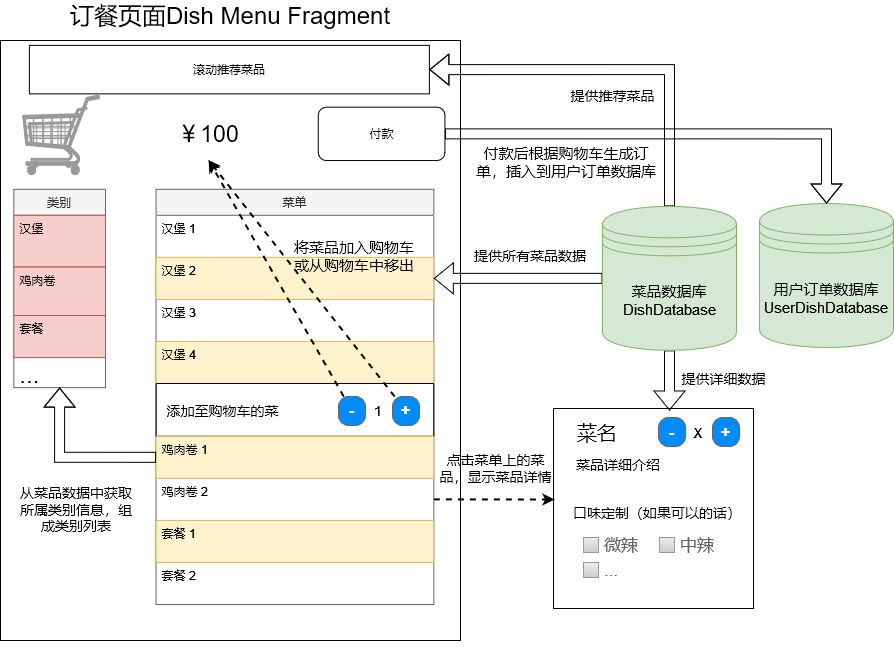 订餐页面Dish Menu Fragment
滚动推荐菜品
提供推荐菜品
￥100
付款
付款后根据购物车生成订
单，插入到用户订单数据库
类别
汉堡
鸡肉卷
套餐
...
菜单
汉堡 1
汉堡 2
汉堡 3
汉堡 4
将菜品加入购物车
或从购物车中移出
添加至购物车的菜
- 1 +
鸡肉卷 1
鸡肉卷 2
套餐 1
套餐 2
提供所有菜品数据
菜品数据库
DishDatabase
用户订单数据库
UserDishDatabase
提供详细数据
从菜品数据中获取
所属类别信息，组
成类别列表
点击菜单上的菜
品，显示菜品详情
菜名 - x +
菜品详细介绍
口味定制（如果可以的话）
微辣 中辣
...